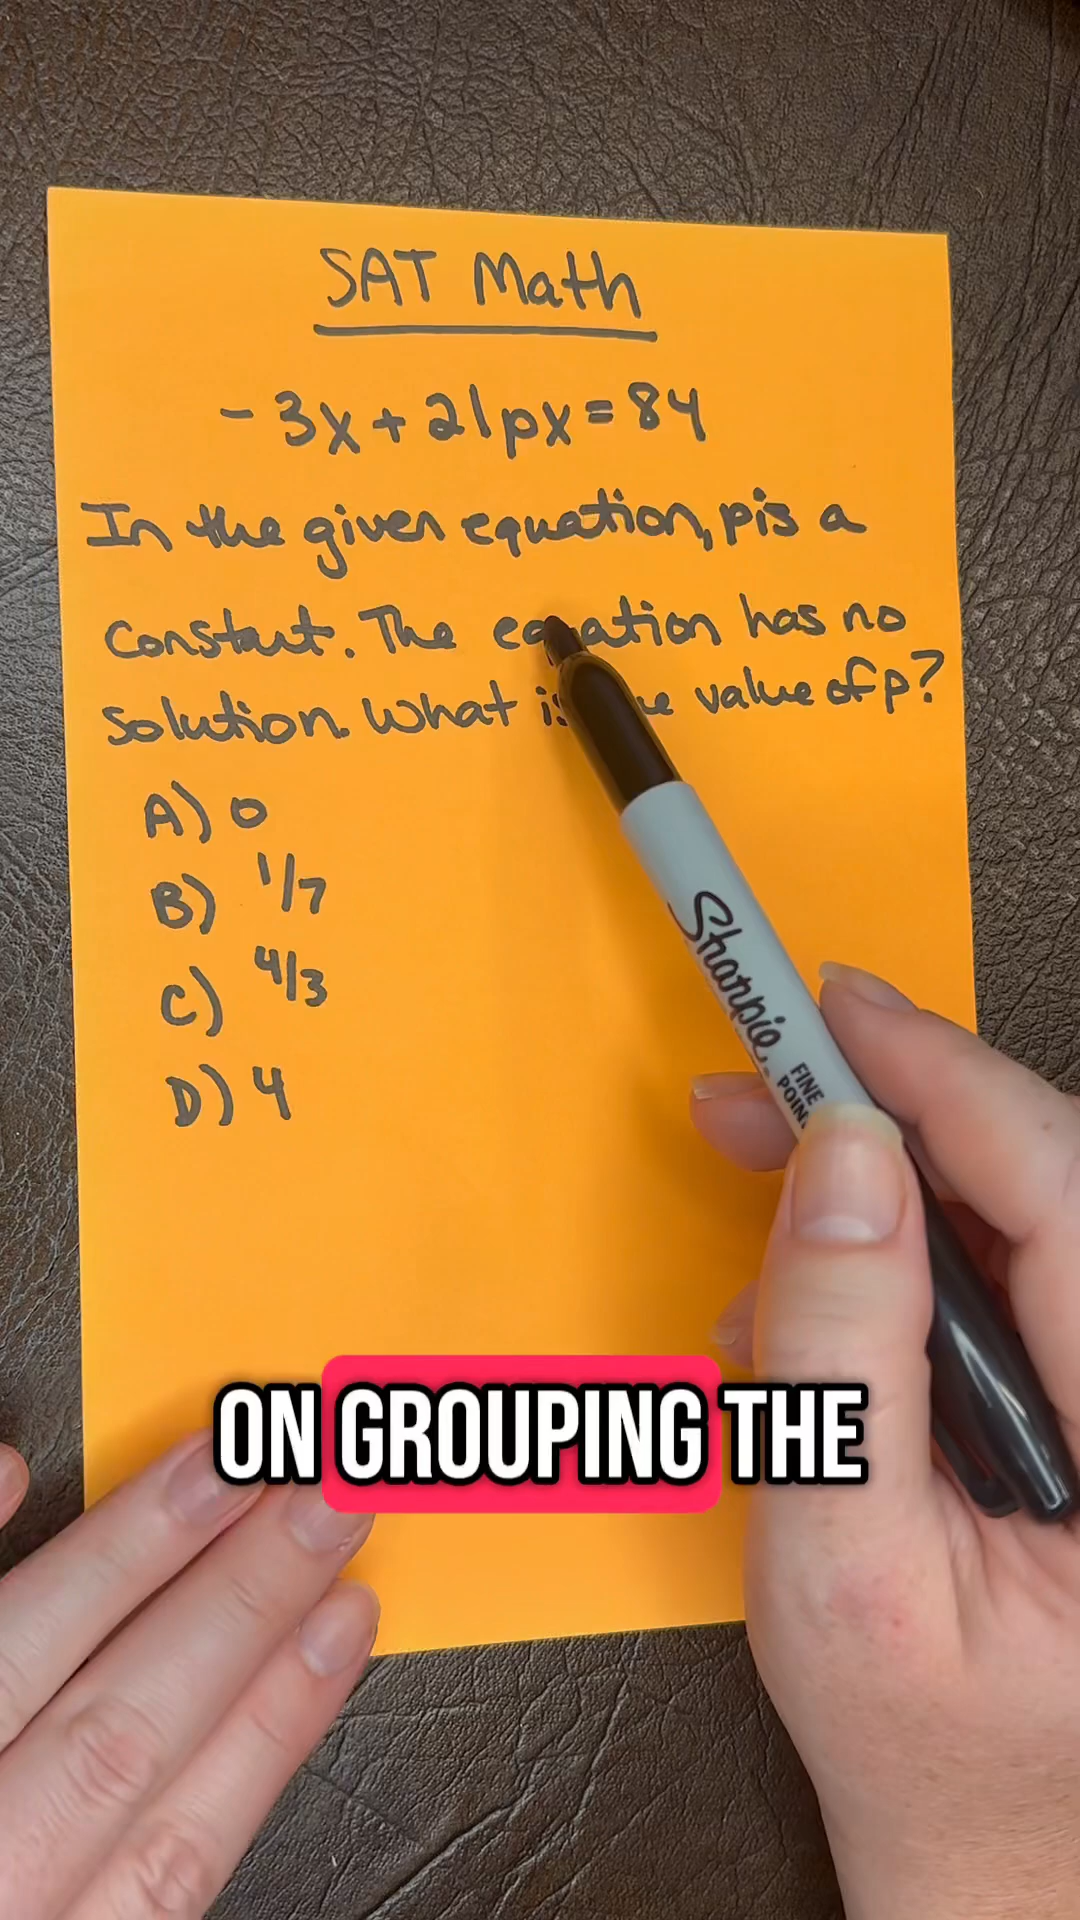 SAT Math
-3x+21px=84
In the given equation, p is a
constant. The equation has no
solution. What is value of p?
A) 0
B) 1/7
C) 4/3
D) 4
Sharpie
FINE
POINT
ON GROUPING THE